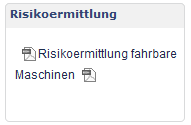 Risikoermittlung
Risikoermittlung fahrbare
Maschinen